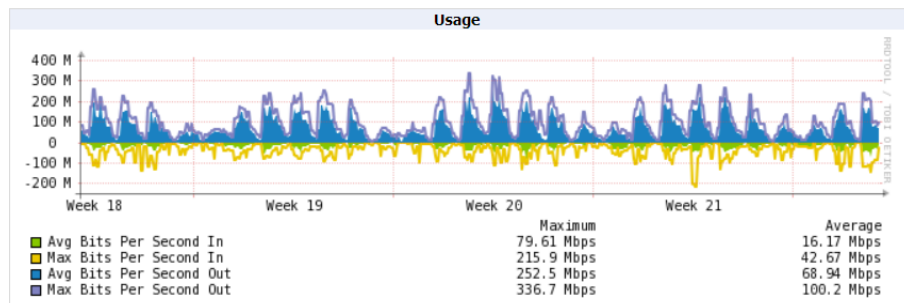 Usage
400 M
300 M
200 M
100 M
0
-100 M
-200 M
Week 18 Week 19 Week 20 Week 21
RRDTOOL / TOBI OETIKER
Maximum Average
Avg Bits Per Second In 79.61 Mbps 16.17 Mbps
Max Bits Per Second In 215.9 Mbps 42.67 Mbps
Avg Bits Per Second Out 252.5 Mbps 68.94 Mbps
Max Bits Per Second Out 336.7 Mbps 100.2 Mbps